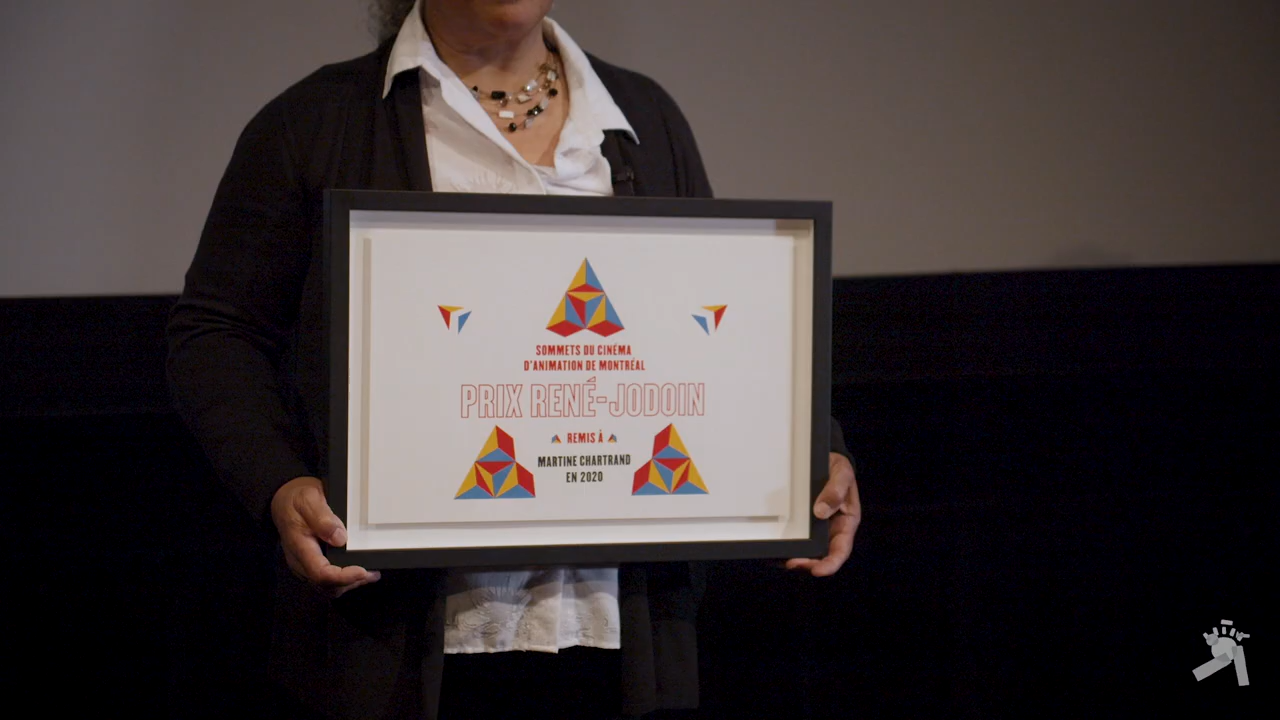 SOMMETS DU CINÉMA
D'ANIMATION DE MONTRÉAL
PRIX RENÉ-JODOIN
REMIS À
MARTINE CHARTRAND
EN 2020